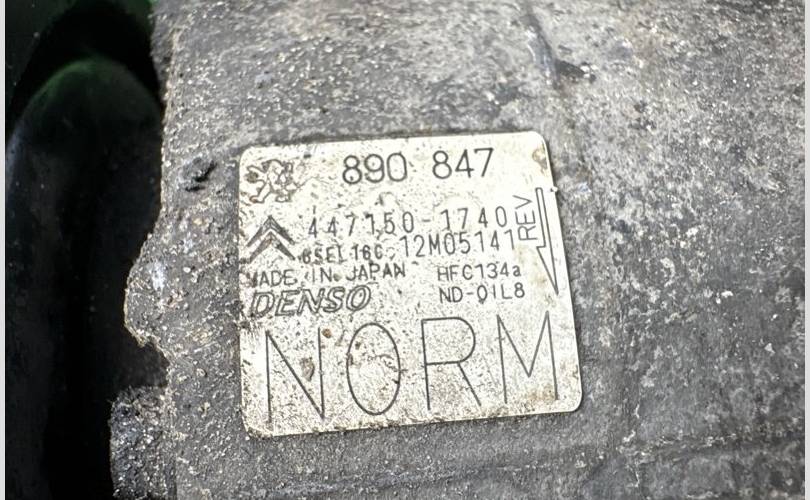 890 847
447150-1740
6SEL16C 12M05141
REV
MADE IN JAPAN HFC134a
DENSO ND-OIL8
NORM